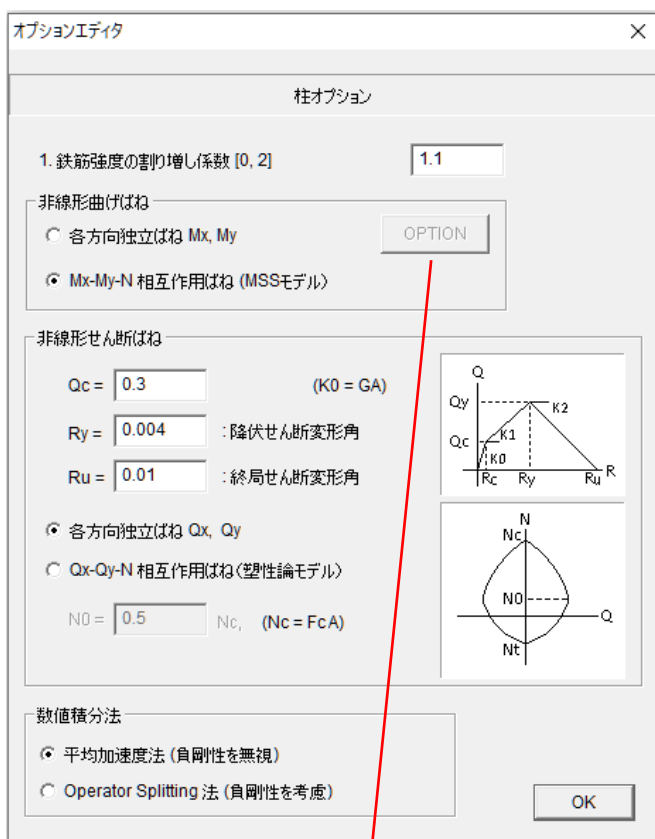 オプションエディタ
柱オプション
1. 鉄筋強度の割り増し係数 [0, 2] 1.1
非線形曲げばね
各方向独立ばね Mx, My OPTION
Mx-My-N 相互作用ばね (MSSモデル)
非線形せん断ばね
Qc = 0.3 (K0 = GA)
Ry = 0.004 : 降伏せん断変形角
Ru = 0.01 : 終局せん断変形角
Q
Qy
K2
Qc
K1
K0
R
Rc Ry Ru
各方向独立ばね Qx, Qy
Qx-Qy-N 相互作用ばね(塑性論モデル)
N0 = 0.5 Nc, (Nc = FcA)
N
Nc
N0
Q
Nt
数値積分法
平均加速度法 (負剛性を無視)
Operator Splitting 法 (負剛性を考慮)
OK